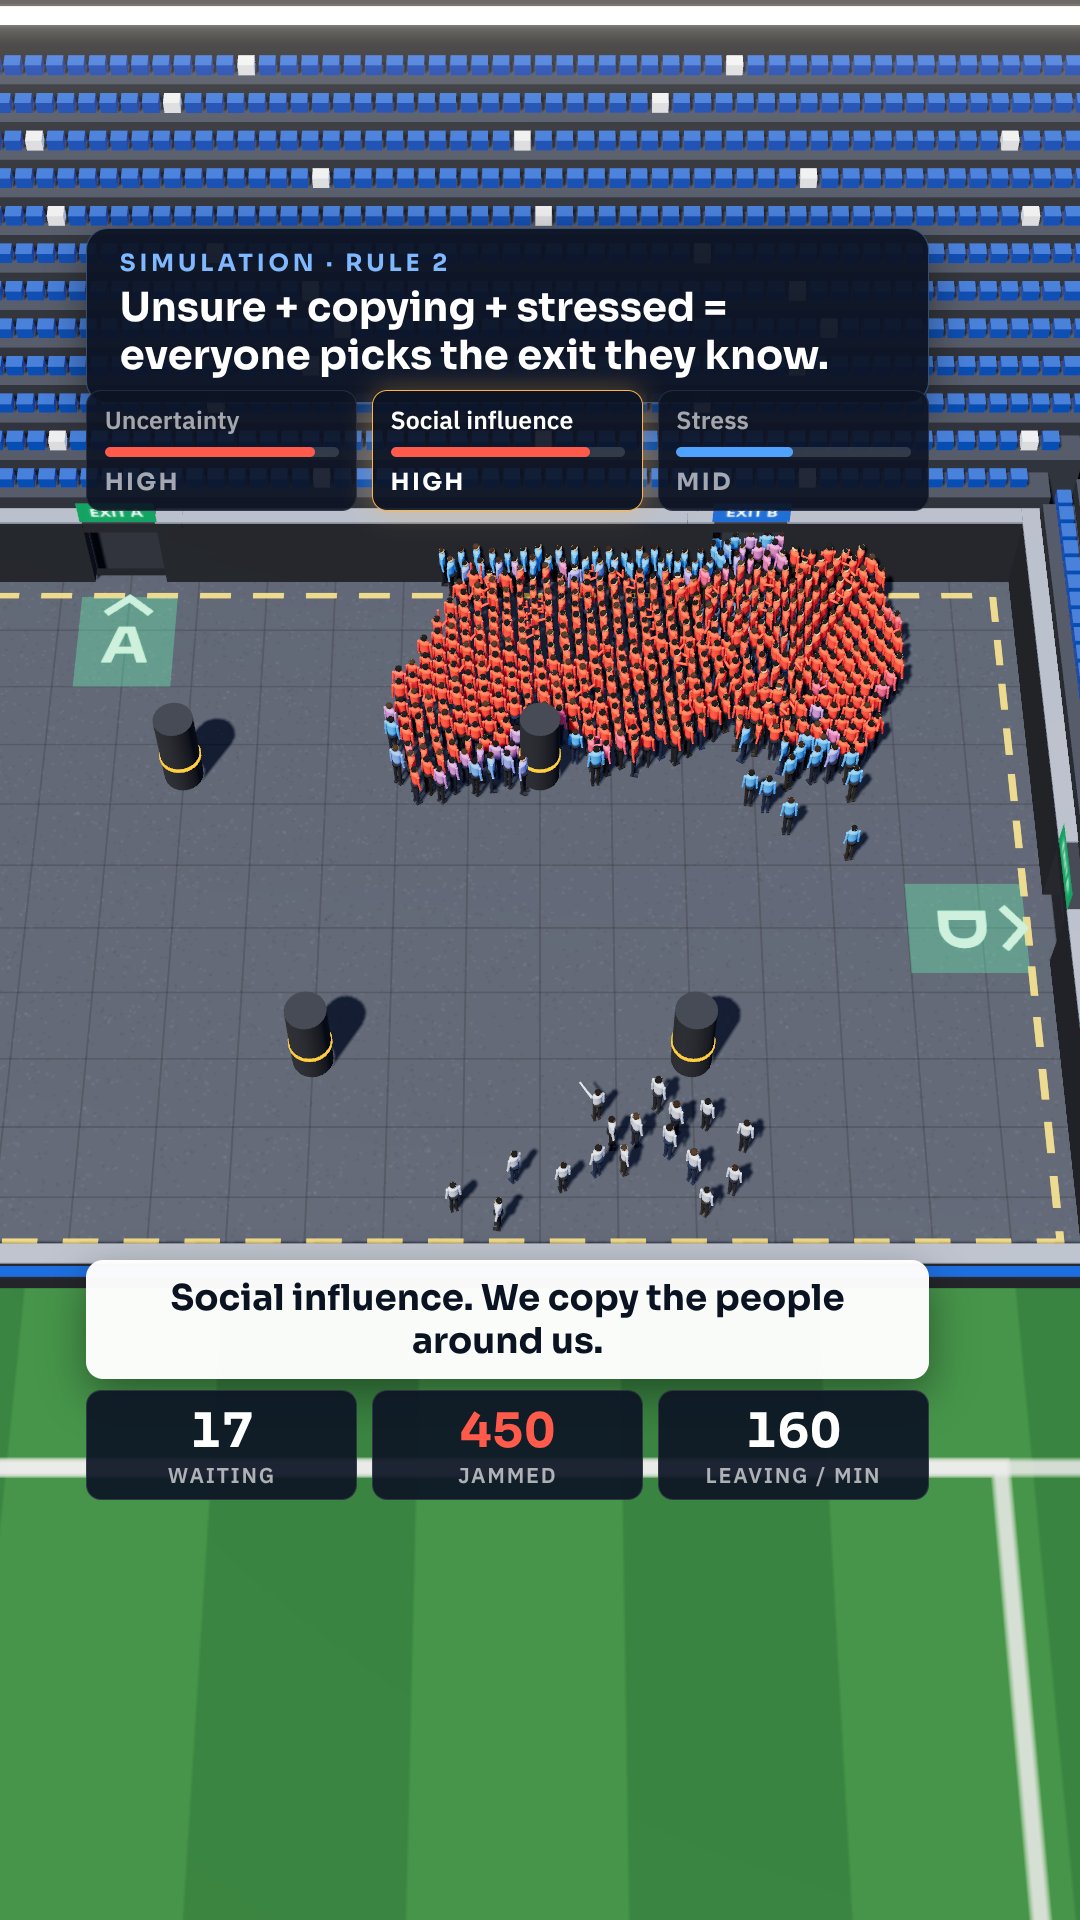 SIMULATION · RULE 2
Unsure + copying + stressed =
everyone picks the exit they know.
Uncertainty
HIGH
Social influence
HIGH
Stress
MID
EXIT A
EXIT B
A
D
Social influence. We copy the people
around us.
17
WAITING
450
JAMMED
160
LEAVING / MIN